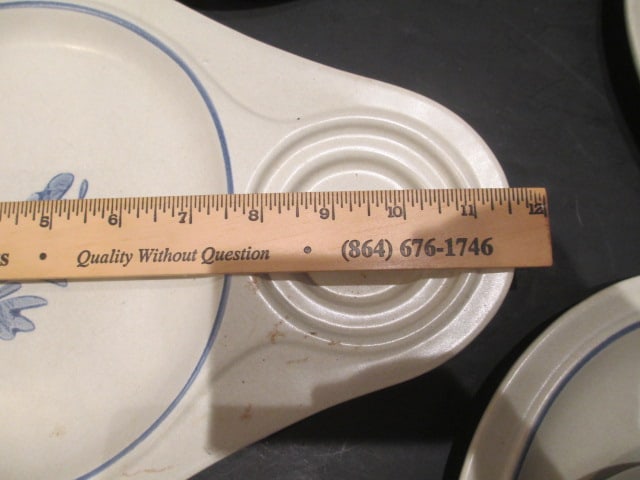 5 6 7 8 9 10 11 12
s • Quality Without Question • (864) 676-1746